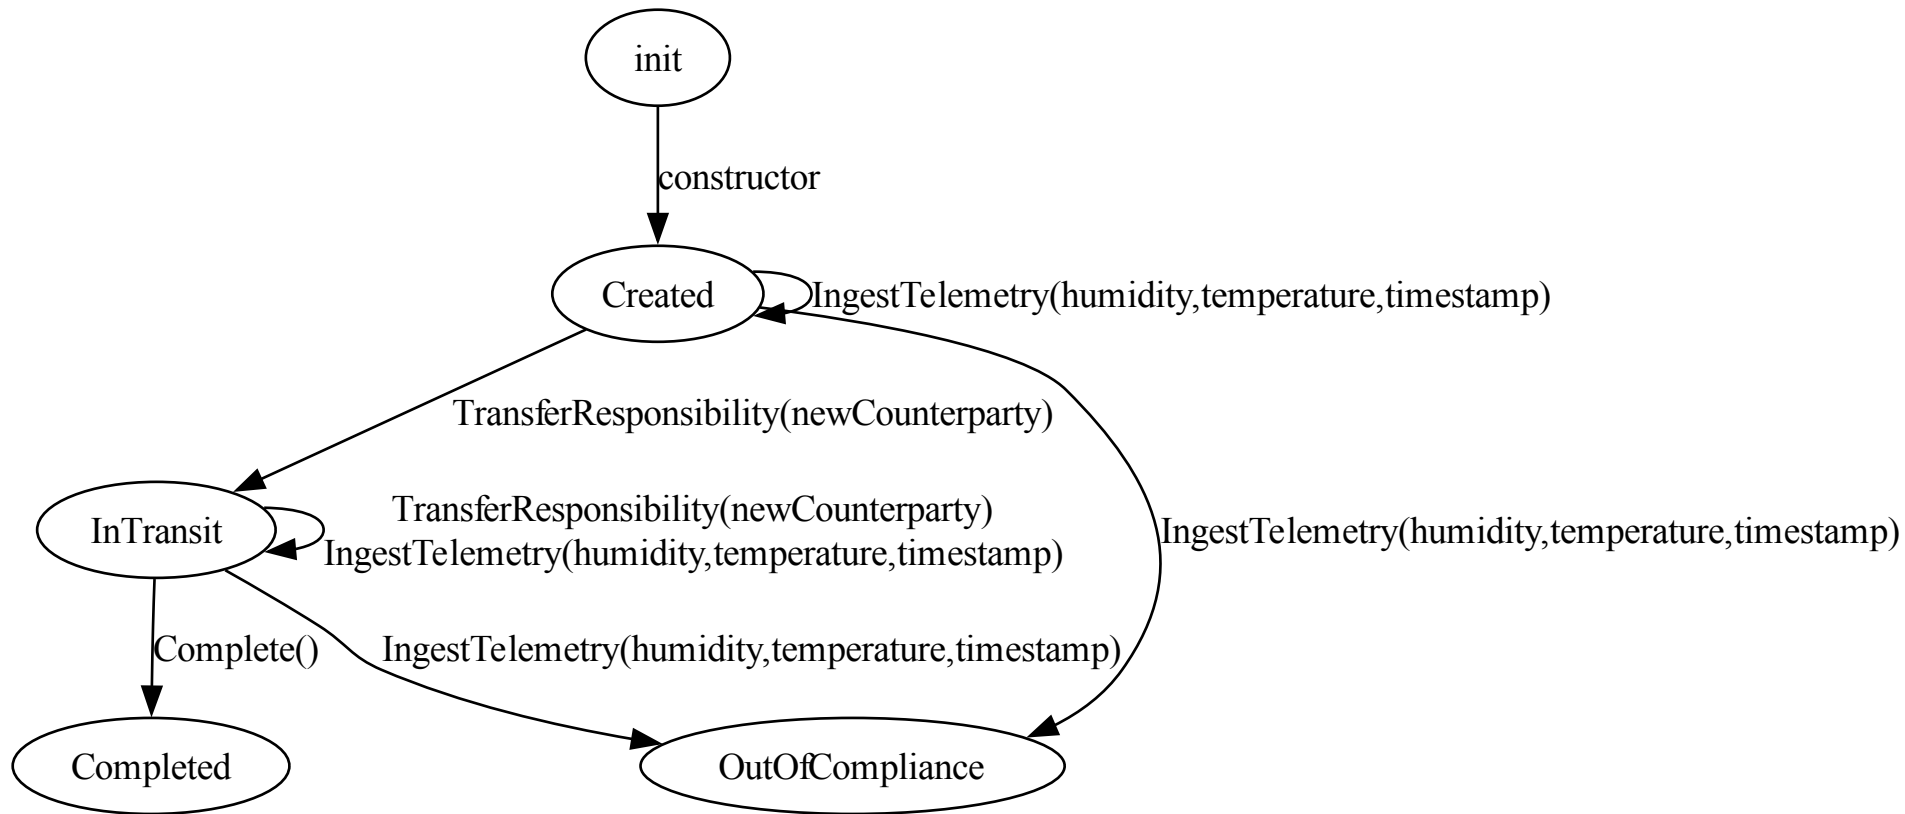 init
constructor
Created
IngestTelemetry(humidity,temperature,timestamp)
TransferResponsibility(newCounterparty)
InTransit
TransferResponsibility(newCounterparty)
IngestTelemetry(humidity,temperature,timestamp)
IngestTelemetry(humidity,temperature,timestamp)
Complete()
IngestTelemetry(humidity,temperature,timestamp)
Completed
OutOfCompliance